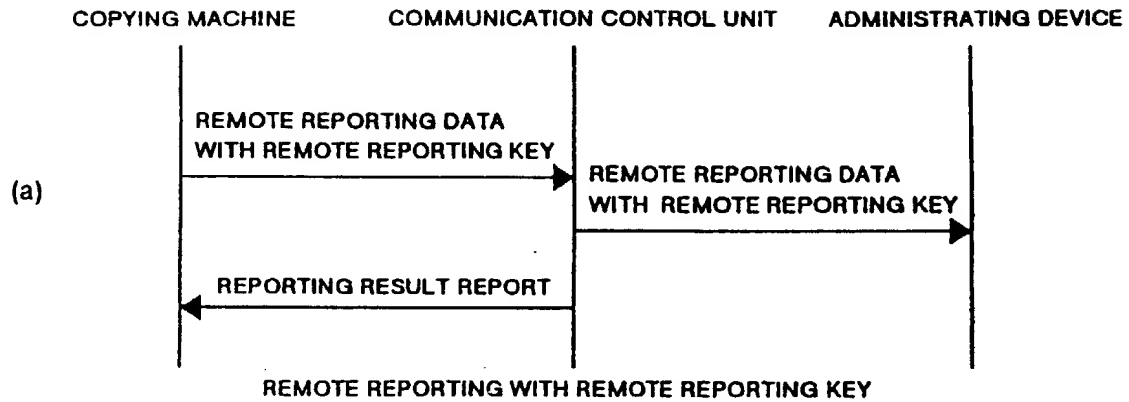 COPYING MACHINE COMMUNICATION CONTROL UNIT ADMINISTRATING DEVICE
REMOTE REPORTING DATA
WITH REMOTE REPORTING KEY
REMOTE REPORTING DATA
WITH REMOTE REPORTING KEY
(a)
REPORTING RESULT REPORT
REMOTE REPORTING WITH REMOTE REPORTING KEY